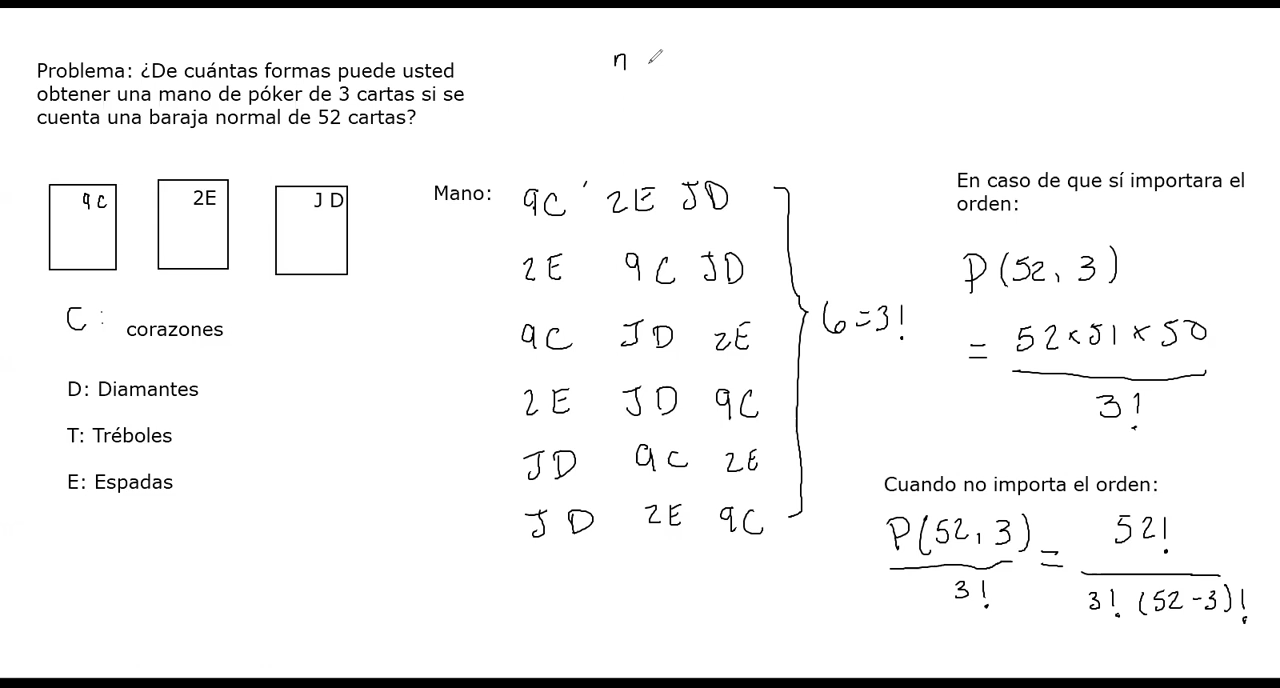 n
Problema: ¿De cuántas formas puede usted
obtener una mano de póker de 3 cartas si se
cuenta una baraja normal de 52 cartas?
9C
2E
J D
C:
corazones
D: Diamantes
T: Tréboles
E: Espadas
Mano:
9C ' 2E JD
2E 9C JD
9C JD 2E
2E JD 9C
JD 9C 2E
JD 2E 9C
6=3!
En caso de que sí importara el
orden:
P(52, 3)
= 52×51×50
3!
Cuando no importa el orden:
P(52, 3) = 52!
3! 3! (52-3)!